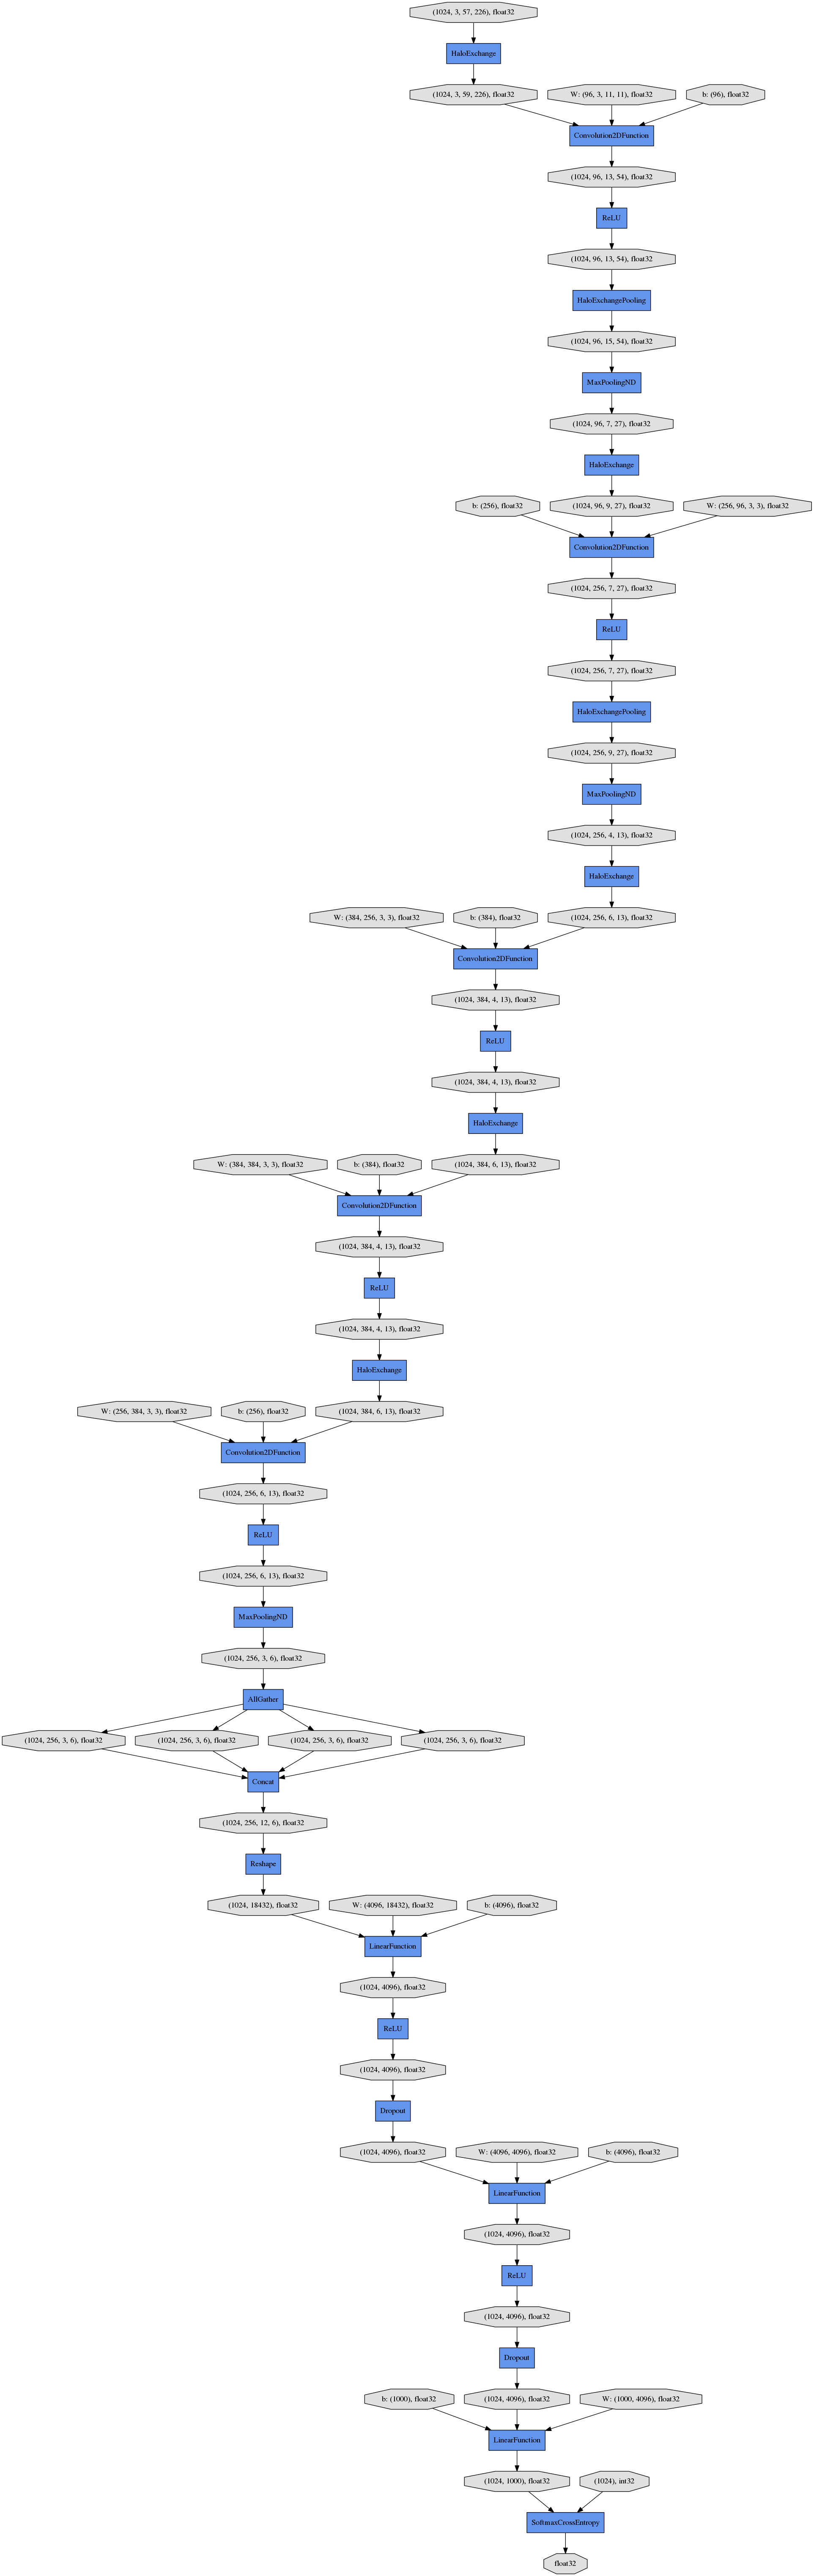 (1024, 3, 57, 226), float32
HaloExchange
(1024, 3, 59, 226), float32
W: (96, 3, 11, 11), float32
b: (96), float32
Convolution2DFunction
(1024, 96, 13, 54), float32
ReLU
(1024, 96, 13, 54), float32
HaloExchangePooling
(1024, 96, 15, 54), float32
MaxPoolingND
(1024, 96, 7, 27), float32
HaloExchange
b: (256), float32
(1024, 96, 9, 27), float32
W: (256, 96, 3, 3), float32
Convolution2DFunction
(1024, 256, 7, 27), float32
ReLU
(1024, 256, 7, 27), float32
HaloExchangePooling
(1024, 256, 9, 27), float32
MaxPoolingND
(1024, 256, 4, 13), float32
HaloExchange
W: (384, 256, 3, 3), float32
b: (384), float32
(1024, 256, 6, 13), float32
Convolution2DFunction
(1024, 384, 4, 13), float32
ReLU
(1024, 384, 4, 13), float32
HaloExchange
W: (384, 384, 3, 3), float32
b: (384), float32
(1024, 384, 6, 13), float32
Convolution2DFunction
(1024, 384, 4, 13), float32
ReLU
(1024, 384, 4, 13), float32
HaloExchange
W: (256, 384, 3, 3), float32
b: (256), float32
(1024, 384, 6, 13), float32
Convolution2DFunction
(1024, 256, 6, 13), float32
ReLU
(1024, 256, 6, 13), float32
MaxPoolingND
(1024, 256, 3, 6), float32
AllGather
(1024, 256, 3, 6), float32
(1024, 256, 3, 6), float32
(1024, 256, 3, 6), float32
(1024, 256, 3, 6), float32
Concat
(1024, 256, 12, 6), float32
Reshape
(1024, 18432), float32
W: (4096, 18432), float32
b: (4096), float32
LinearFunction
(1024, 4096), float32
ReLU
(1024, 4096), float32
Dropout
(1024, 4096), float32
W: (4096, 4096), float32
b: (4096), float32
LinearFunction
(1024, 4096), float32
ReLU
(1024, 4096), float32
Dropout
b: (1000), float32
(1024, 4096), float32
W: (1000, 4096), float32
LinearFunction
(1024, 1000), float32
(1024), int32
SoftmaxCrossEntropy
float32